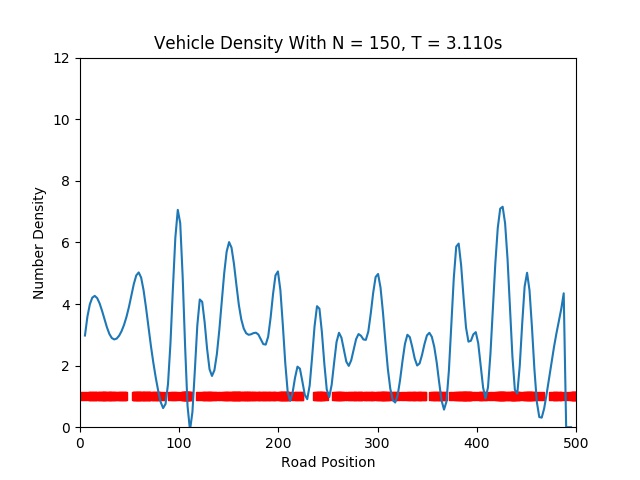 Vehicle Density With N = 150, T = 3.110s
12
10
8
6
4
2
0
Number Density
0 100 200 300 400 500
Road Position